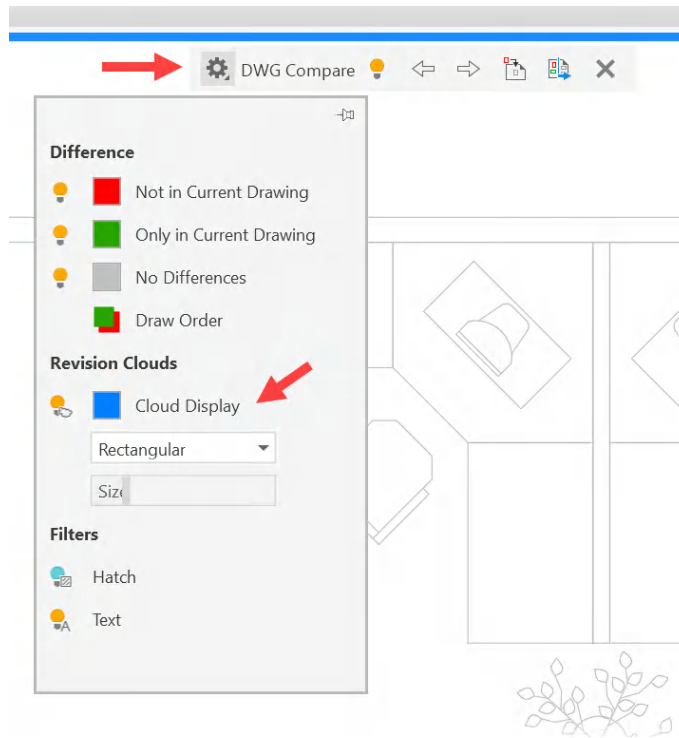 DWG Compare
Difference
Not in Current Drawing
Only in Current Drawing
No Differences
Draw Order
Revision Clouds
Cloud Display
Rectangular
Size
Filters
Hatch
A Text